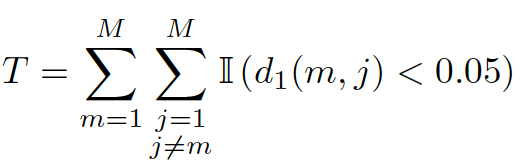 T = \sum_{m=1}^{M} \sum_{\substack{j=1 \\ j \neq m}}^{M} \mathbb{I}(d_1(m, j) < 0.05)